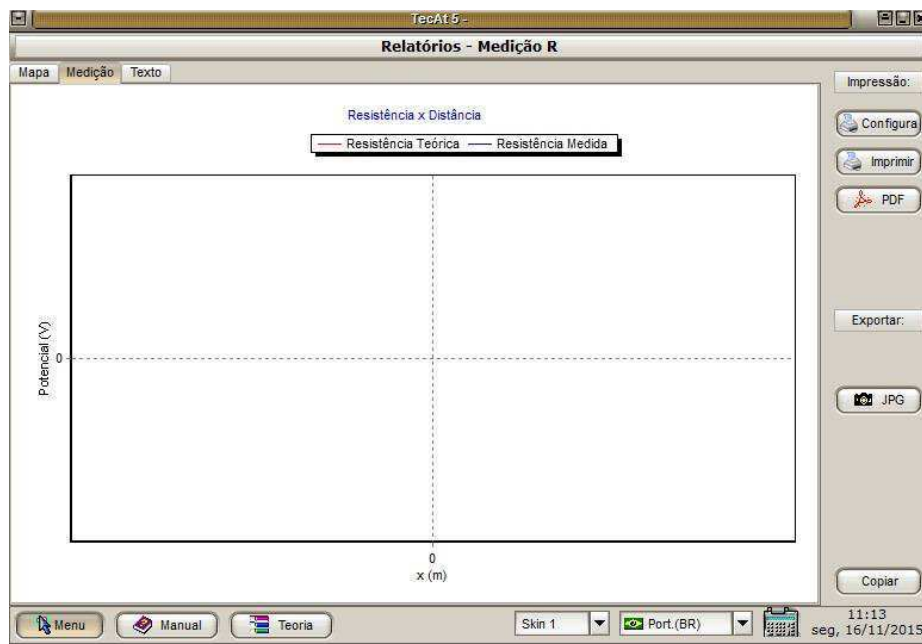 TecAt 5 -
Relatórios - Medição R
Mapa Medição Texto
Impressão:
Configura
Imprimir
PDF
Exportar:
JPG
Copiar
Resistência x Distância
Resistência Teórica Resistência Medida
Potencial (V)
0
0
x (m)
Menu Manual Teoria Skin 1 Port.(BR)
11:13
seg, 16/11/2015